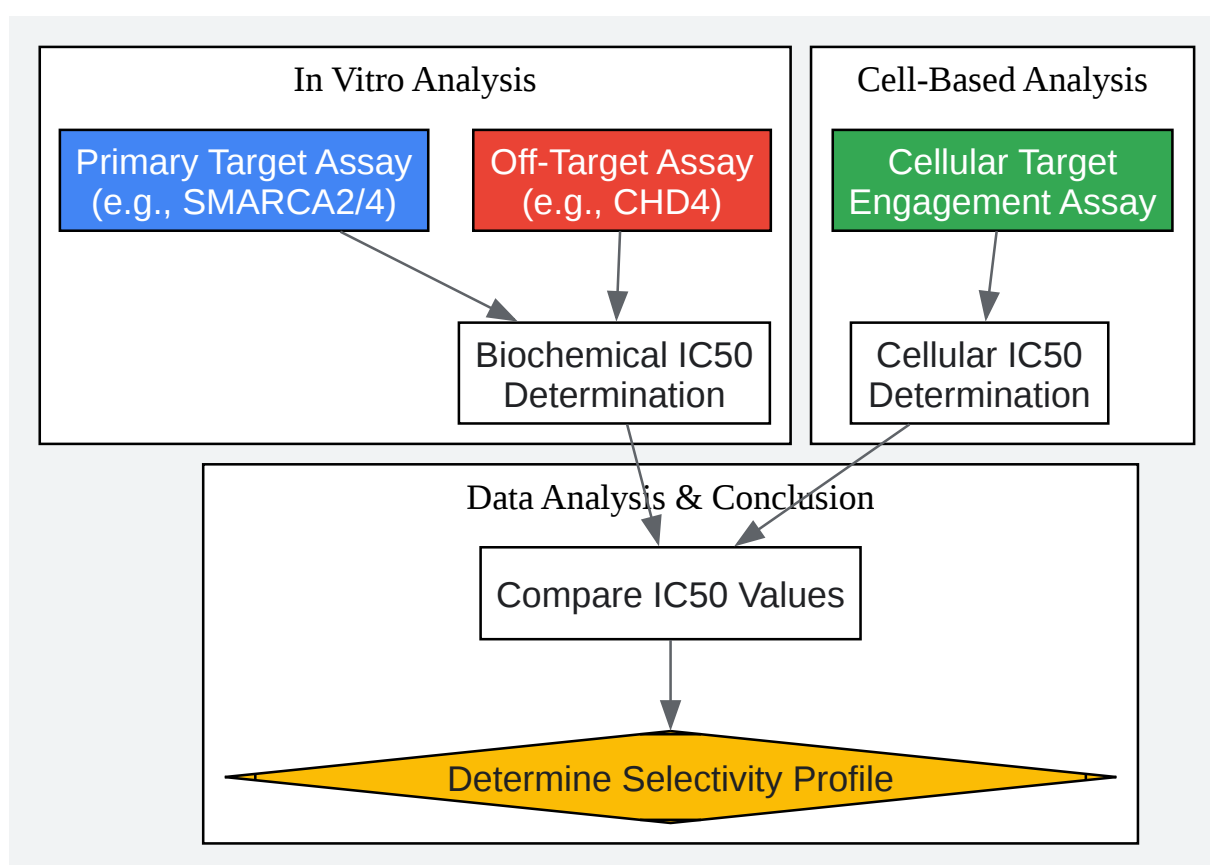 In Vitro Analysis
Primary Target Assay
(e.g., SMARCA2/4)
Off-Target Assay
(e.g., CHD4)
Biochemical IC50
Determination
Cell-Based Analysis
Cellular Target
Engagement Assay
Cellular IC50
Determination
Data Analysis & Conclusion
Compare IC50 Values
Determine Selectivity Profile